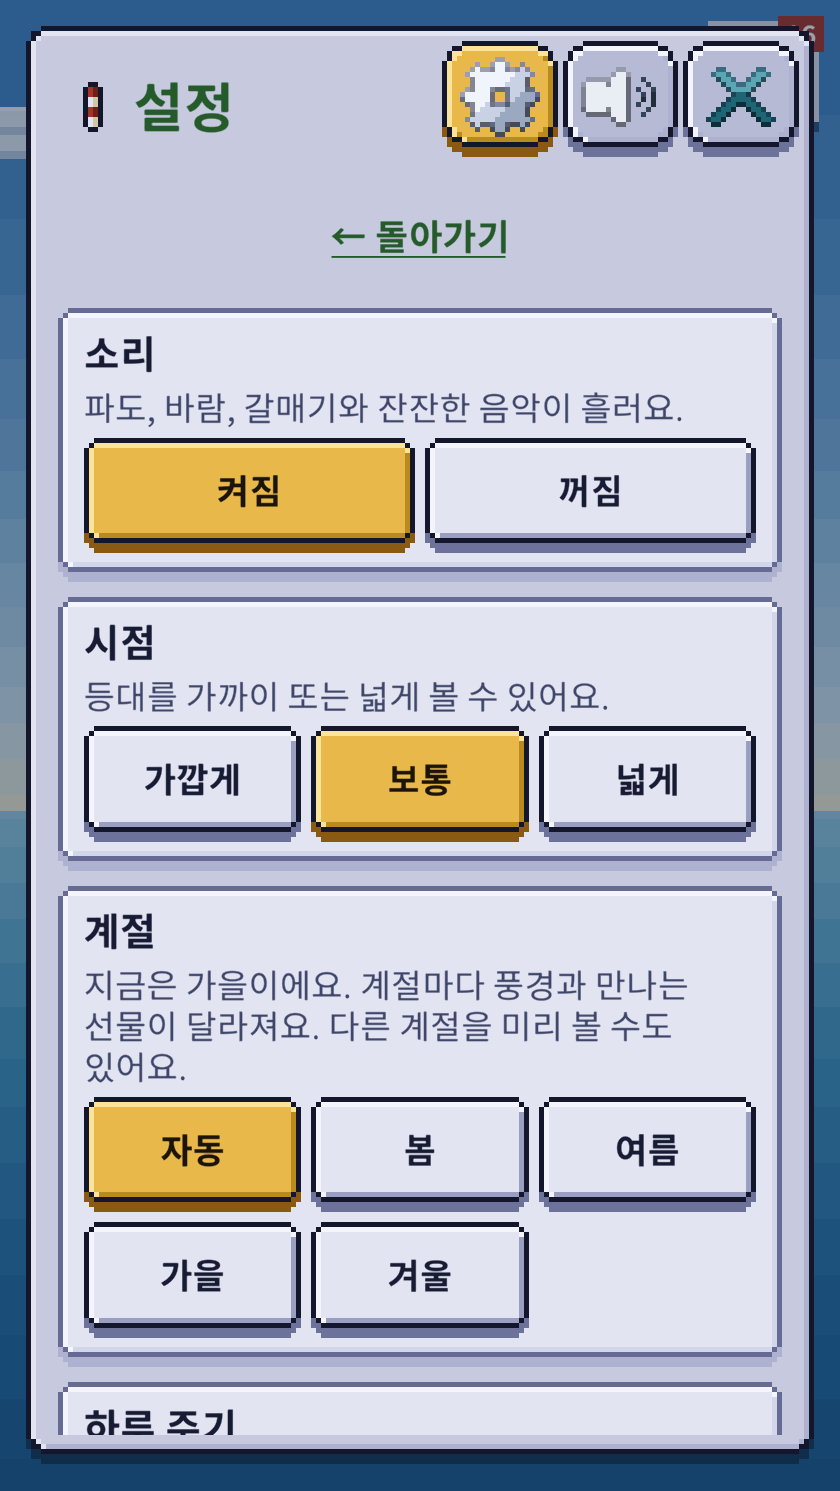 설정
← 돌아가기
소리
파도, 바람, 갈매기와 잔잔한 음악이 흘러요.
켜짐
꺼짐
시점
등대를 가까이 또는 넓게 볼 수 있어요.
가깝게
보통
넓게
계절
지금은 가을이에요. 계절마다 풍경과 만나는
선물이 달라져요. 다른 계절을 미리 볼 수도
있어요.
자동
봄
여름
가을
겨울
하루 주기